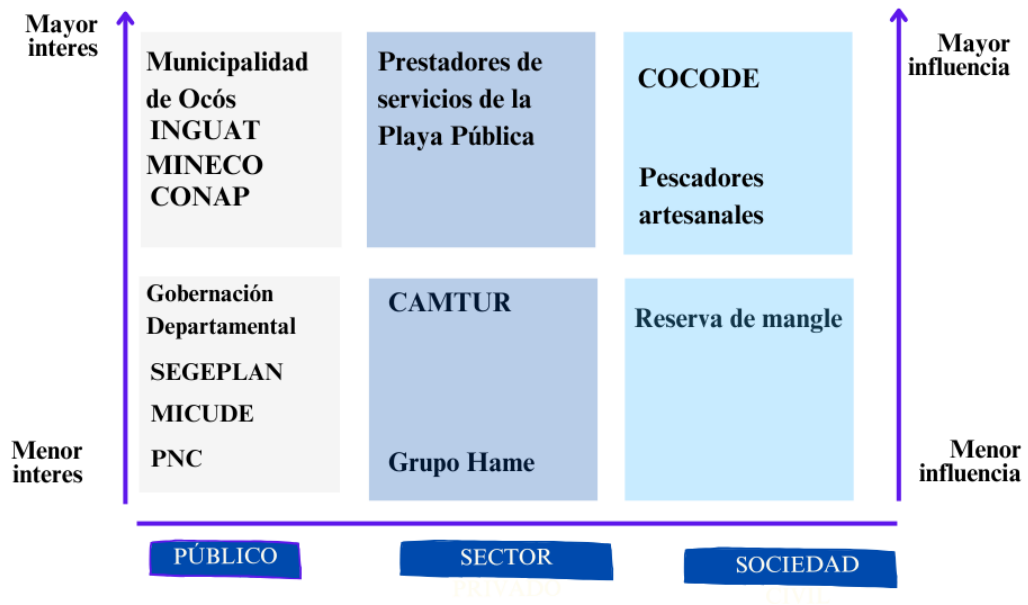 Mayor
interes
Municipalidad
de Ocós
INGUAT
MINECO
CONAP
Prestadores de
servicios de la
Playa Pública
COCODE
Pescadores
artesanales
Mayor
influencia
Gobernación
Departamental
SEGEPLAN
MICUDE
PNC
CAMTUR
Grupo Hame
Reserva de mangle
Menor
interes
Menor
influencia
PÚBLICO
SECTOR
PRIVADO
SOCIEDAD
CIVIL